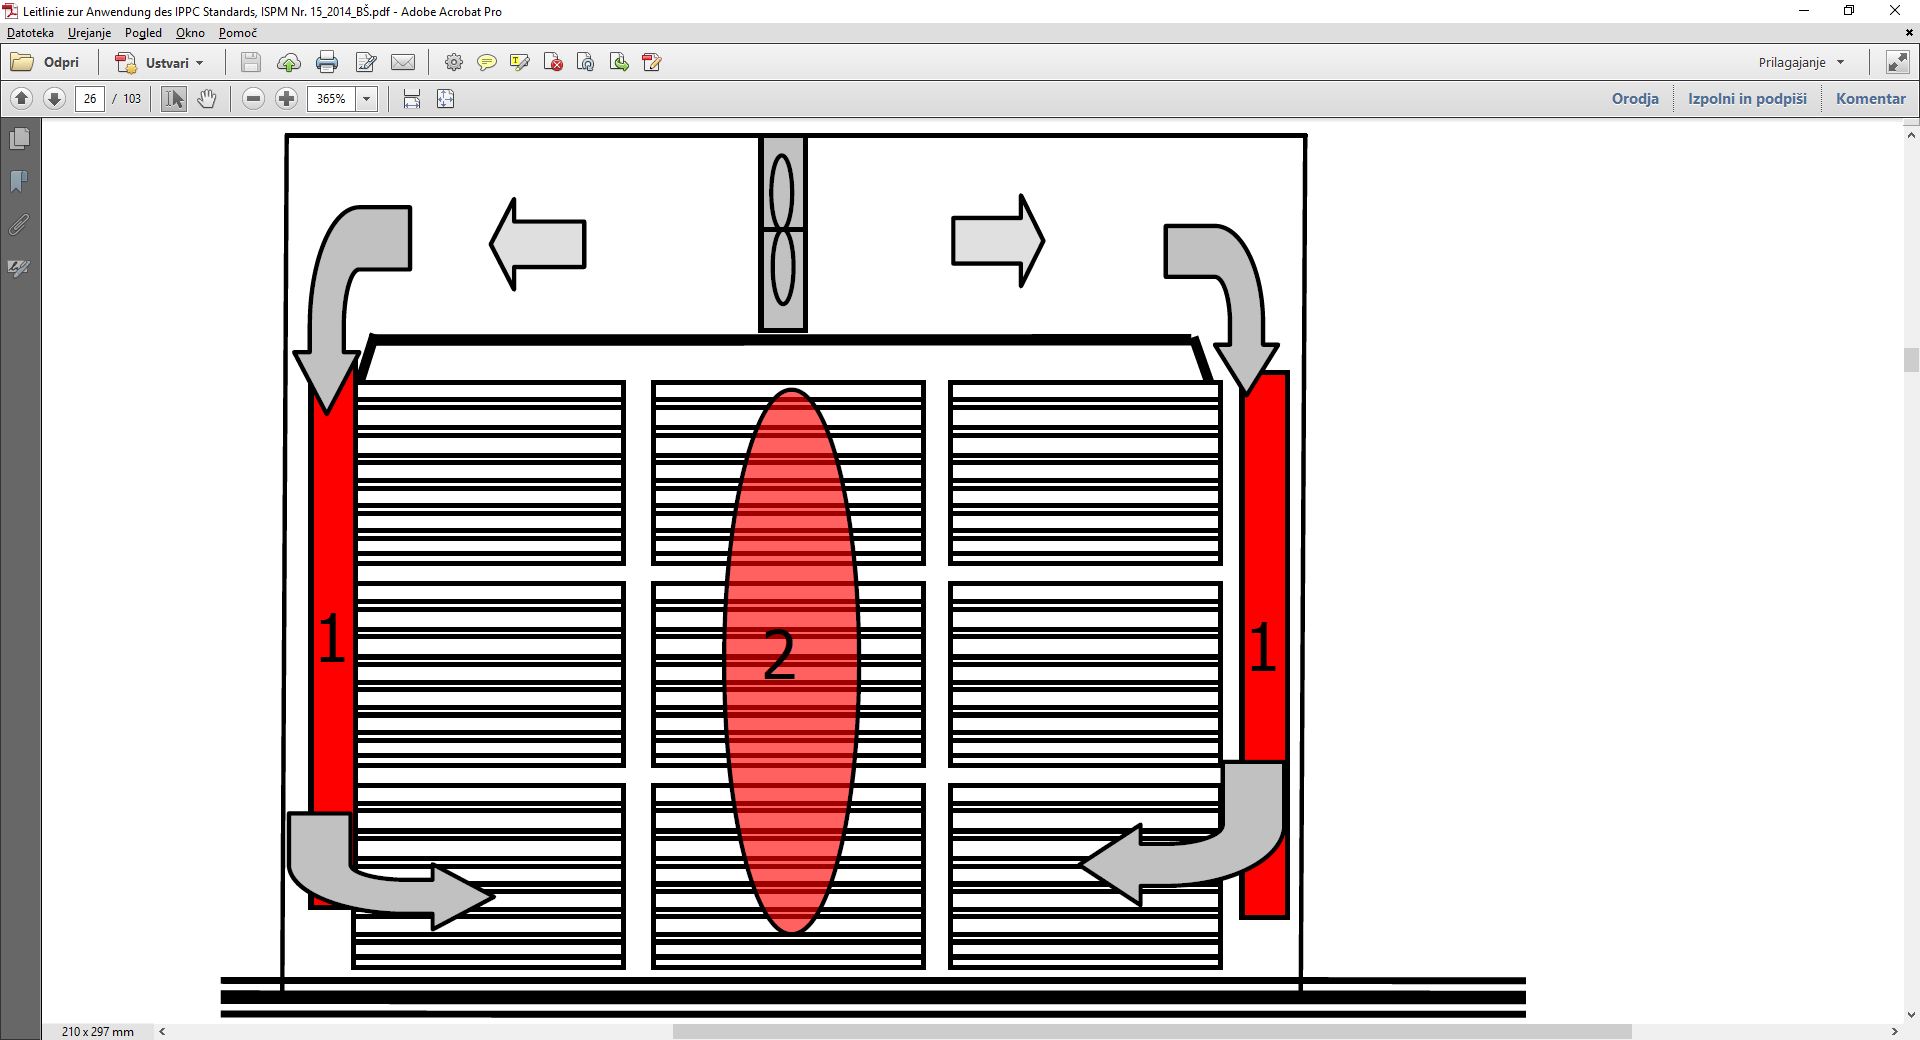 Leitlinie zur Anwendung des IPPC Standards, ISPM Nr. 15_2014_BŠ.pdf - Adobe Acrobat Pro
Datoteka Urejanje Pogled Okno Pomoč
Odpri Ustvari Prilagajanje
26 / 103 365% Orodja Izpolni in podpiši Komentar
1 2 1
210 x 297 mm